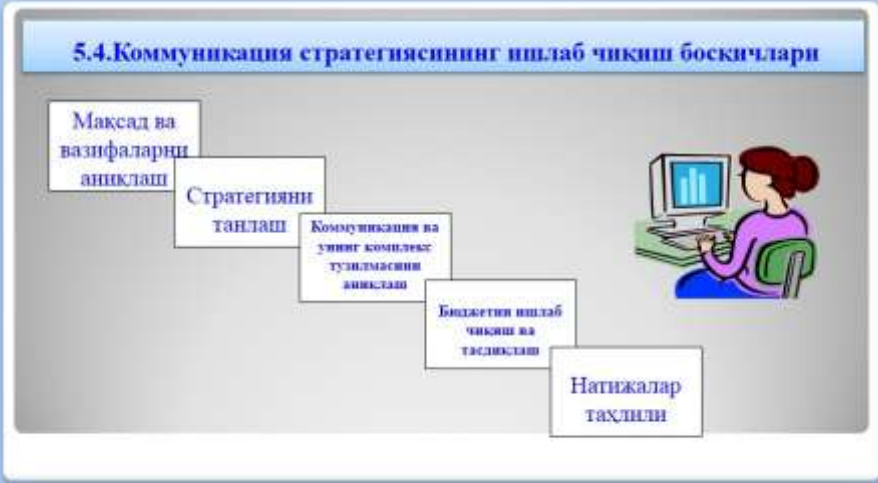 5.4.Коммуникация стратегиясининг ишлаб чиқиш босқичлари
Мақсад ва
вазифаларни
аниқлаш
Стратегияни
танлаш
Коммуникация ва
унинг комплекс
тузилмасини
аниқлаш
Бюджетни ишлаб
чиқиш ва
тасдиқлаш
Натижалар
таҳлили